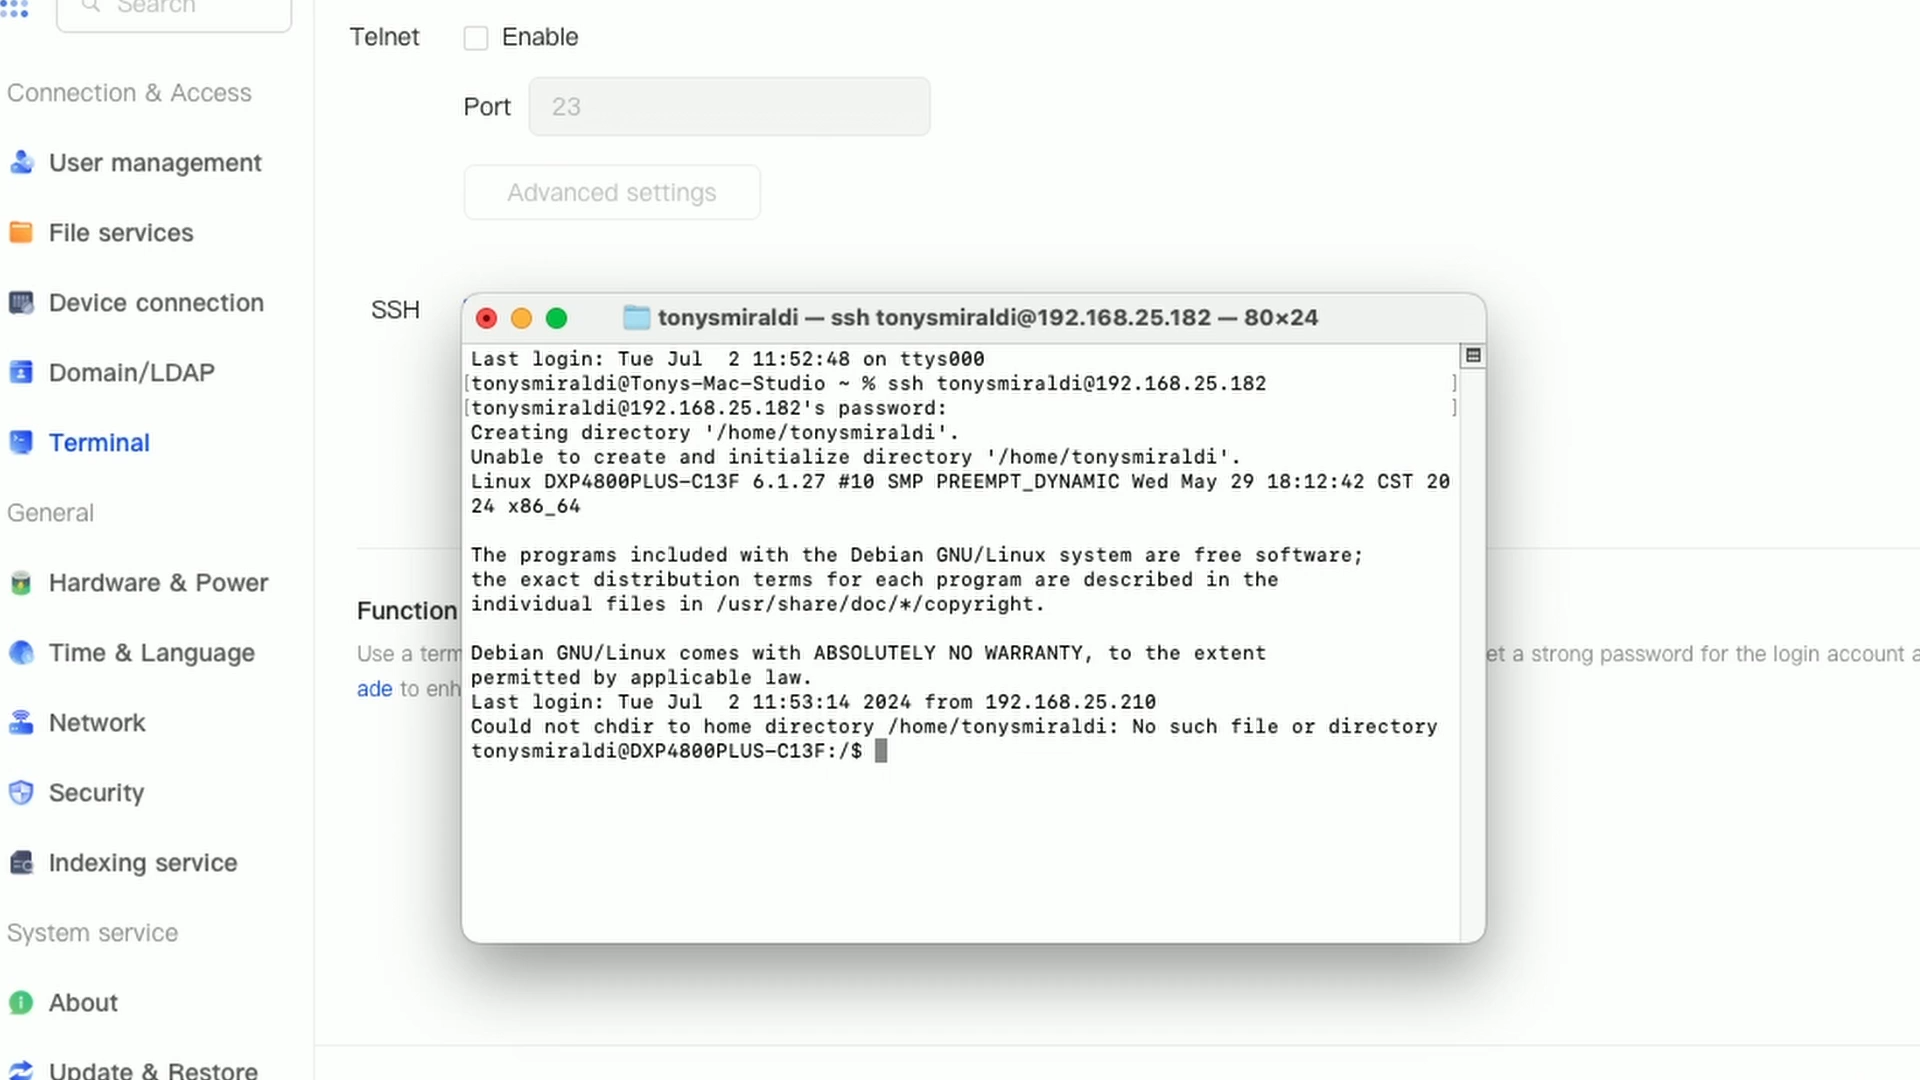 Search
Connection & Access
User management
File services
Device connection
Domain/LDAP
Terminal
General
Hardware & Power
Time & Language
Network
Security
Indexing service
System service
About
Update & Restore
Telnet
Enable
Port
23
Advanced settings
SSH
Function
Use a term
et a strong password for the login account a
ade to enh
tonysmiraldi — ssh tonysmiraldi@192.168.25.182 — 80×24
Last login: Tue Jul  2 11:52:48 on ttys000
[tonysmiraldi@Tonys-Mac-Studio ~ % ssh tonysmiraldi@192.168.25.182 ]
[tonysmiraldi@192.168.25.182's password: ]
Creating directory '/home/tonysmiraldi'.
Unable to create and initialize directory '/home/tonysmiraldi'.
Linux DXP4800PLUS-C13F 6.1.27 #10 SMP PREEMPT_DYNAMIC Wed May 29 18:12:42 CST 20
24 x86_64
The programs included with the Debian GNU/Linux system are free software;
the exact distribution terms for each program are described in the
individual files in /usr/share/doc/*/copyright.
Debian GNU/Linux comes with ABSOLUTELY NO WARRANTY, to the extent
permitted by applicable law.
Last login: Tue Jul  2 11:53:14 2024 from 192.168.25.210
Could not chdir to home directory /home/tonysmiraldi: No such file or directory
tonysmiraldi@DXP4800PLUS-C13F:/$